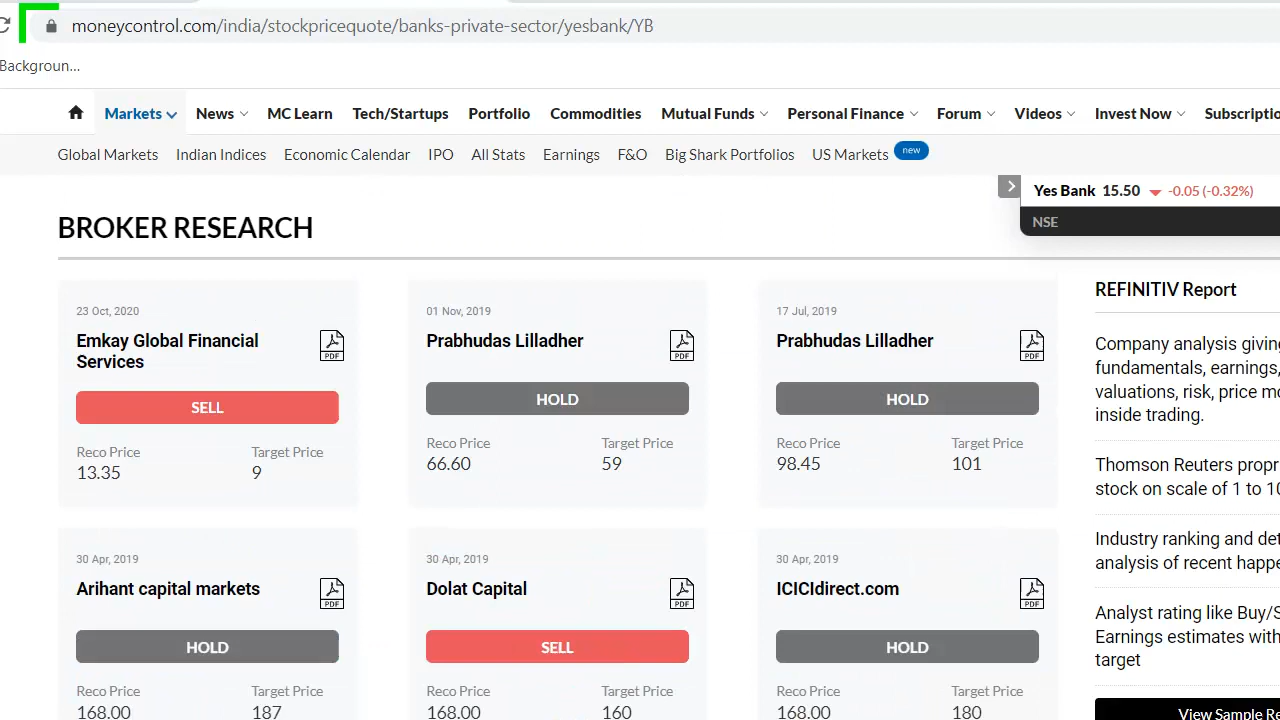 moneycontrol.com/india/stockpricequote/banks-private-sector/yesbank/YB
Backgroun...
Markets News MC Learn Tech/Startups Portfolio Commodities Mutual Funds Personal Finance Forum Videos Invest Now Subscriptio
Global Markets Indian Indices Economic Calendar IPO All Stats Earnings F&O Big Shark Portfolios US Markets new
Yes Bank 15.50 -0.05 (-0.32%)
NSE
BROKER RESEARCH
23 Oct, 2020
Emkay Global Financial
Services
PDF
SELL
Reco Price Target Price
13.35 9
01 Nov, 2019
Prabhudas Lilladher
PDF
HOLD
Reco Price Target Price
66.60 59
17 Jul, 2019
Prabhudas Lilladher
PDF
HOLD
Reco Price Target Price
98.45 101
30 Apr, 2019
Arihant capital markets
PDF
HOLD
Reco Price Target Price
168.00 187
30 Apr, 2019
Dolat Capital
PDF
SELL
Reco Price Target Price
168.00 160
30 Apr, 2019
ICICIdirect.com
PDF
HOLD
Reco Price Target Price
168.00 180
REFINITIV Report
Company analysis giving
fundamentals, earnings,
valuations, risk, price mo
inside trading.
Thomson Reuters propr
stock on scale of 1 to 10
Industry ranking and det
analysis of recent happe
Analyst rating like Buy/S
Earnings estimates with
target
View Sample Re